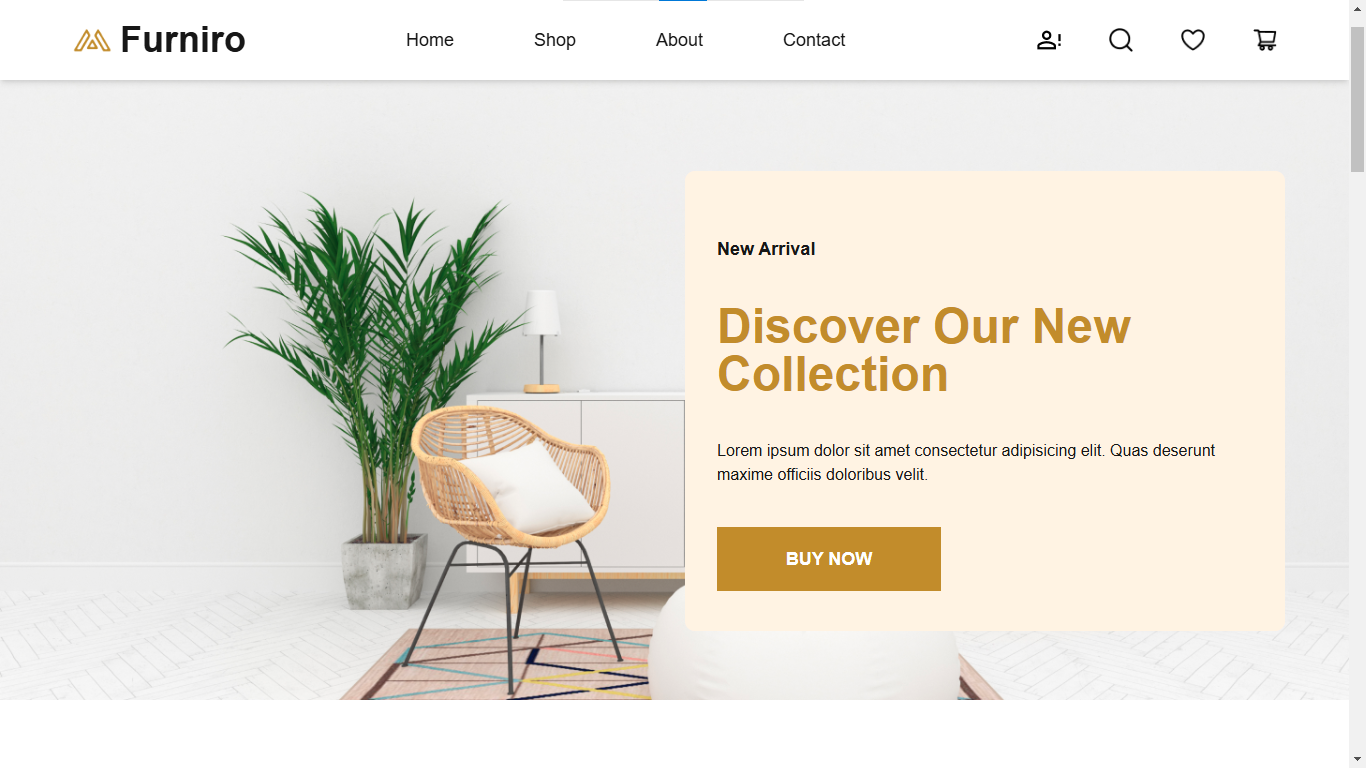 Furniro
Home
Shop
About
Contact
New Arrival
Discover Our New
Collection
Lorem ipsum dolor sit amet consectetur adipisicing elit. Quas deserunt
maxime officiis doloribus velit.
BUY NOW